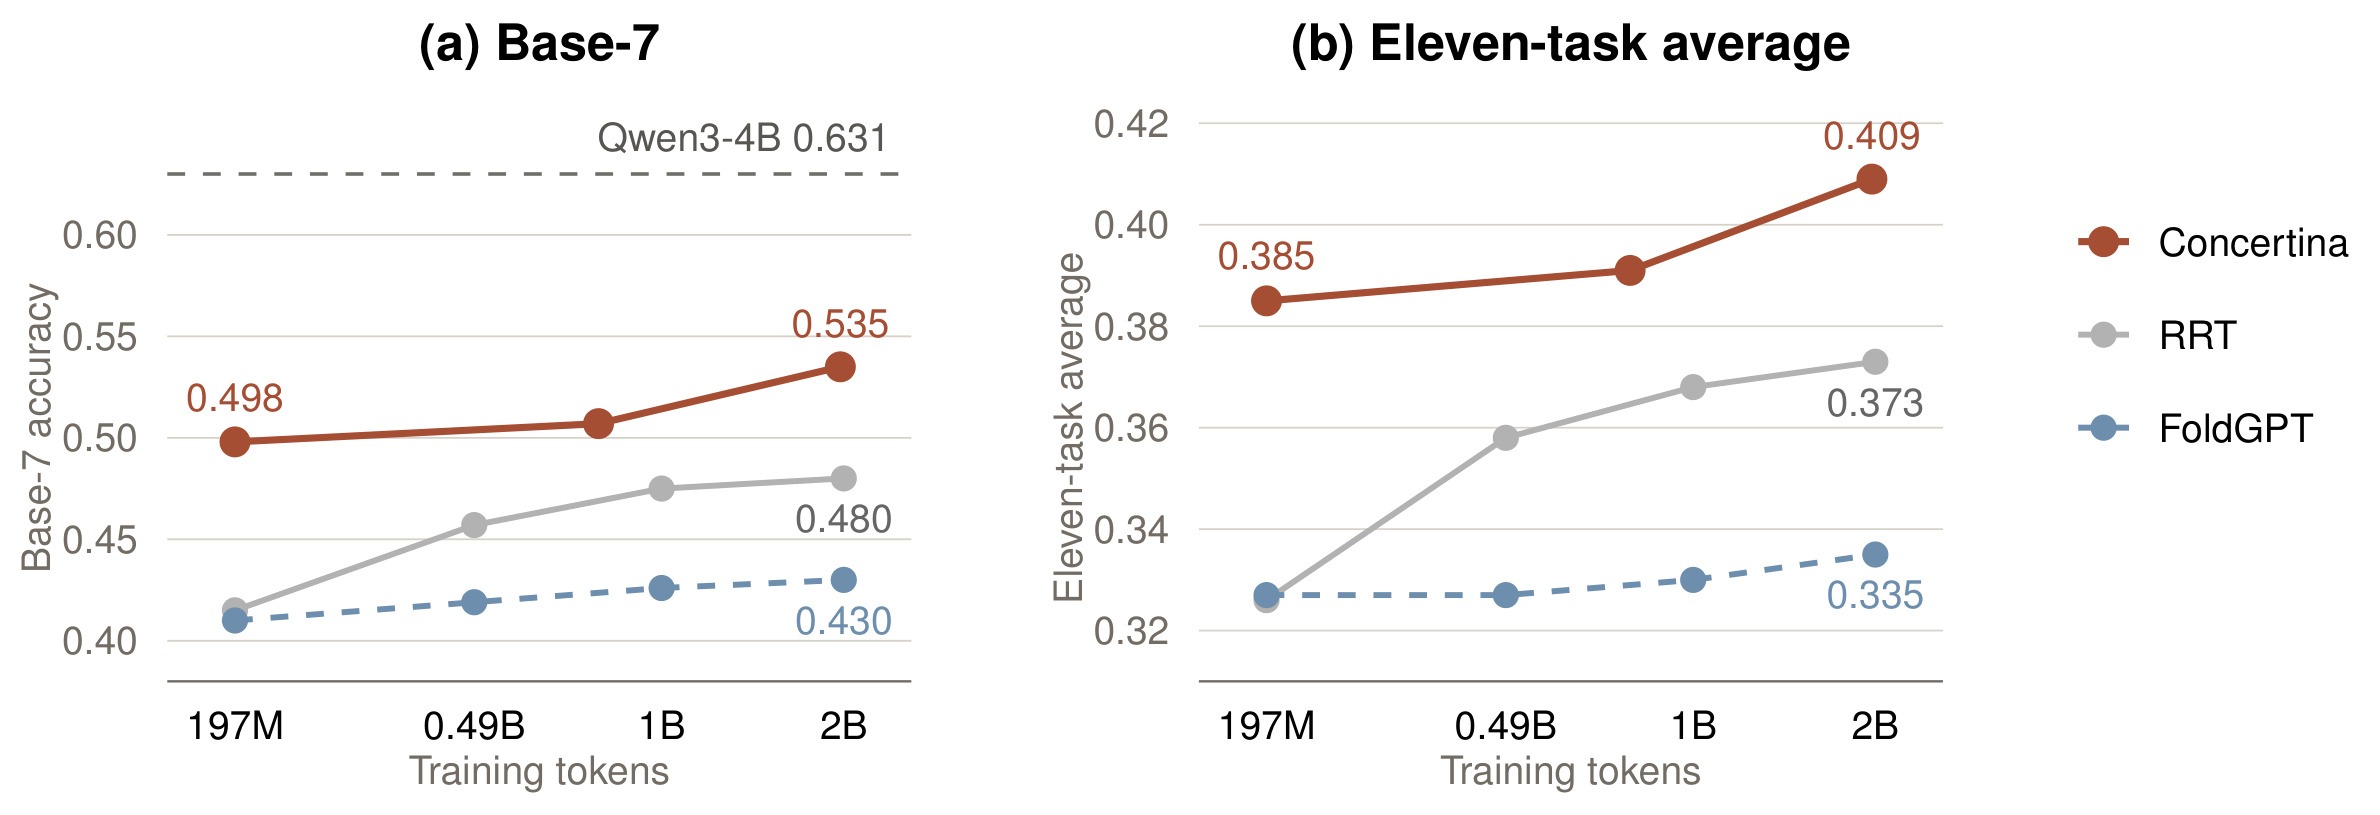 (a) Base-7
Qwen3-4B 0.631
0.60
0.55
0.50
0.45
0.40
Base-7 accuracy
0.498
0.535
0.480
0.430
197M 0.49B 1B 2B
Training tokens
(b) Eleven-task average
0.42
0.40
0.38
0.36
0.34
0.32
Eleven-task average
0.385
0.409
0.373
0.335
197M 0.49B 1B 2B
Training tokens
Concertina
RRT
FoldGPT